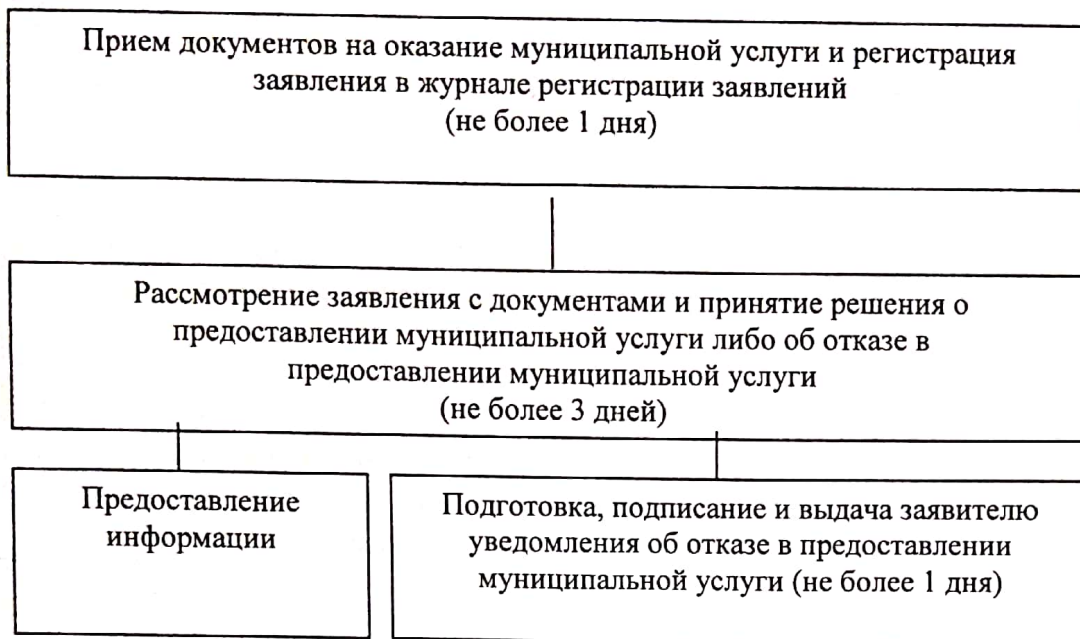 Прием документов на оказание муниципальной услуги и регистрация
заявления в журнале регистрации заявлений
(не более 1 дня)
Рассмотрение заявления с документами и принятие решения о
предоставлении муниципальной услуги либо об отказе в
предоставлении муниципальной услуги
(не более 3 дней)
Предоставление
информации
Подготовка, подписание и выдача заявителю
уведомления об отказе в предоставлении
муниципальной услуги (не более 1 дня)